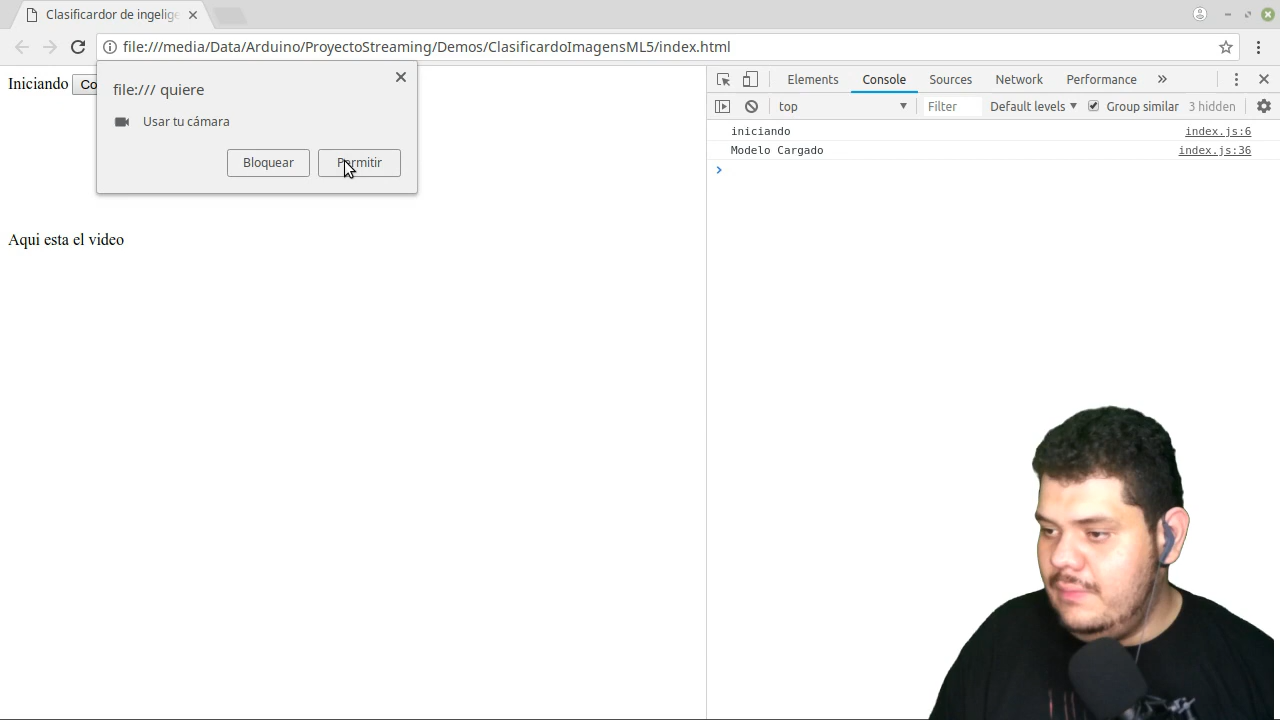 Clasificardor de ingelig
file:///media/Data/Arduino/ProyectoStreaming/Demos/ClasificardoImagensML5/index.html
Iniciando Co
file:/// quiere
Usar tu cámara
Bloquear Permitir
Aqui esta el video
Elements Console Sources Network Performance »
top Filter Default levels Group similar 3 hidden
iniciando index.js:6
Modelo Cargado index.js:36